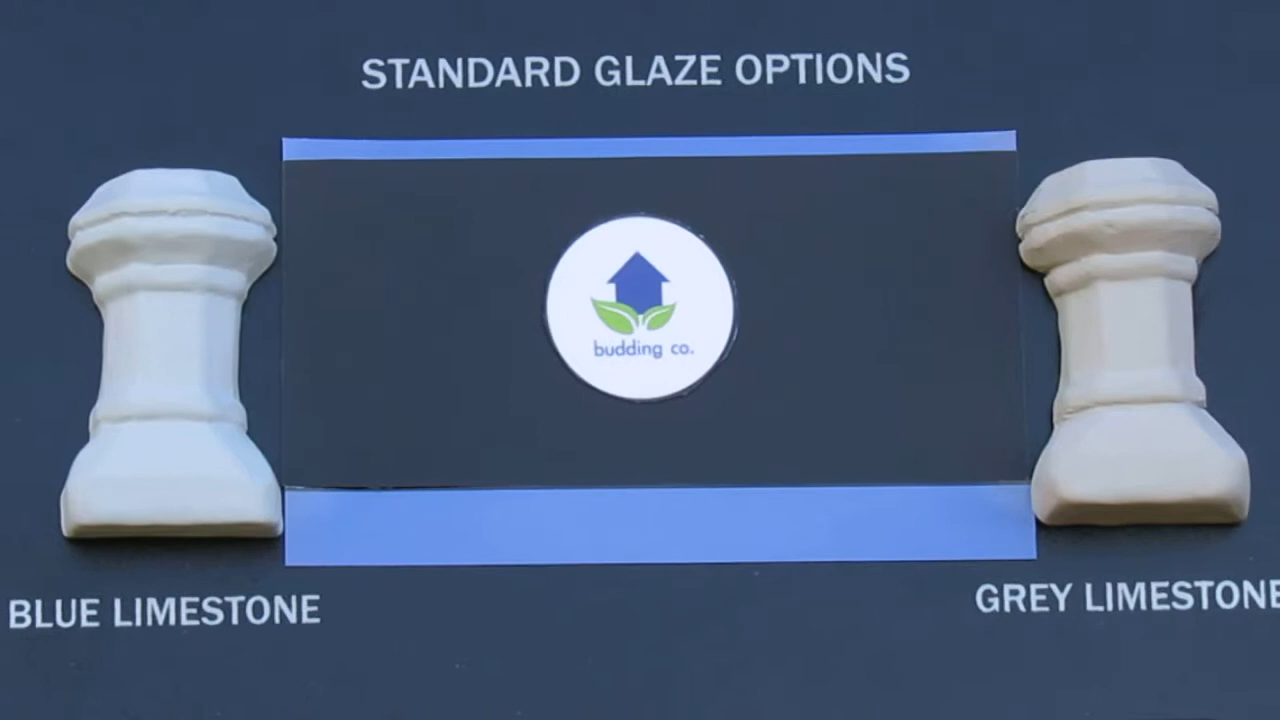 STANDARD GLAZE OPTIONS
budding co.
BLUE LIMESTONE
GREY LIMESTONE